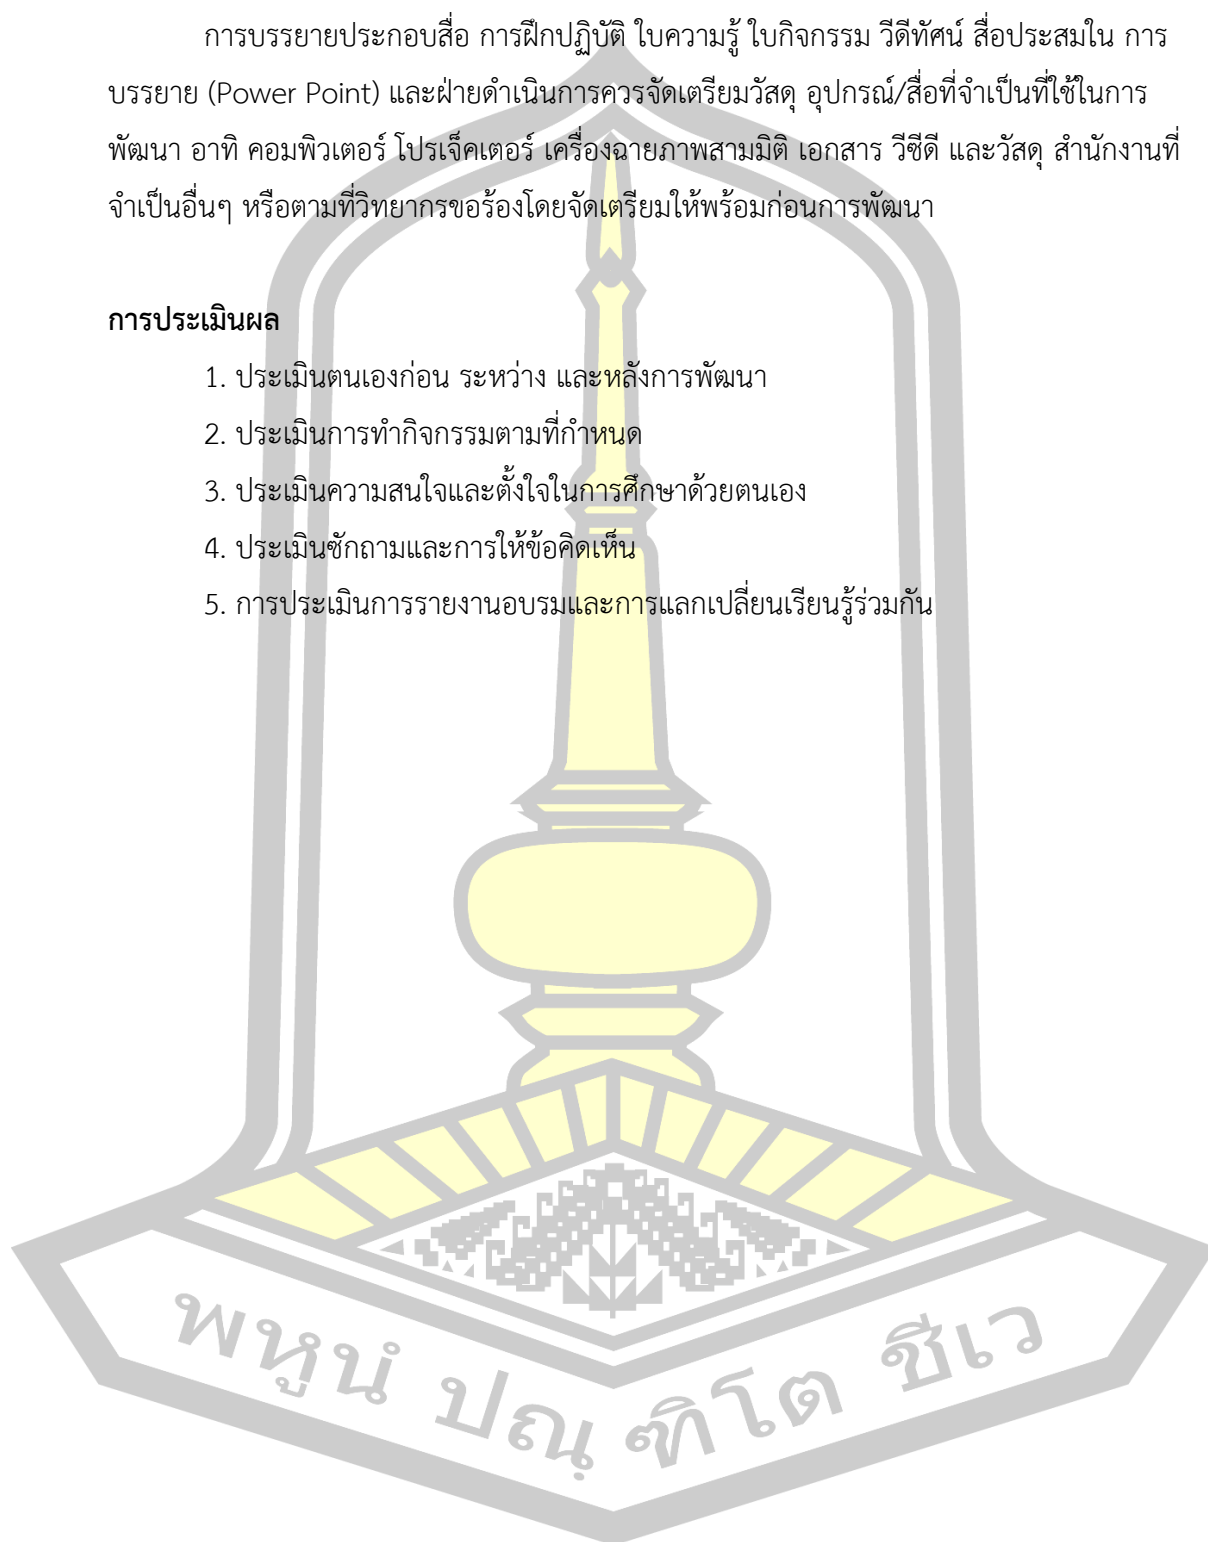 การบรรยายประกอบสื่อ การฝึกปฏิบัติ ใบความรู้ ใบกิจกรรม วีดีทัศน์ สื่อประสมใน การ
บรรยาย (Power Point) และฝ่ายดำเนินการควรจัดเตรียมวัสดุ อุปกรณ์/สื่อที่จำเป็นที่ใช้ในการ
พัฒนา อาทิ คอมพิวเตอร์ โปรเจ็คเตอร์ เครื่องฉายภาพสามมิติ เอกสาร วีซีดี และวัสดุ สำนักงานที่
จำเป็นอื่นๆ หรือตามที่วิทยากรขอร้องโดยจัดเตรียมให้พร้อมก่อนการพัฒนา
การประเมินผล
1. ประเมินตนเองก่อน ระหว่าง และหลังการพัฒนา
2. ประเมินการทำกิจกรรมตามที่กำหนด
3. ประเมินความสนใจและตั้งใจในการศึกษาด้วยตนเอง
4. ประเมินซักถามและการให้ข้อคิดเห็น
5. การประเมินการรายงานอบรมและการแลกเปลี่ยนเรียนรู้ร่วมกัน
พหูนํ ปณฺฑิโต ชีเว